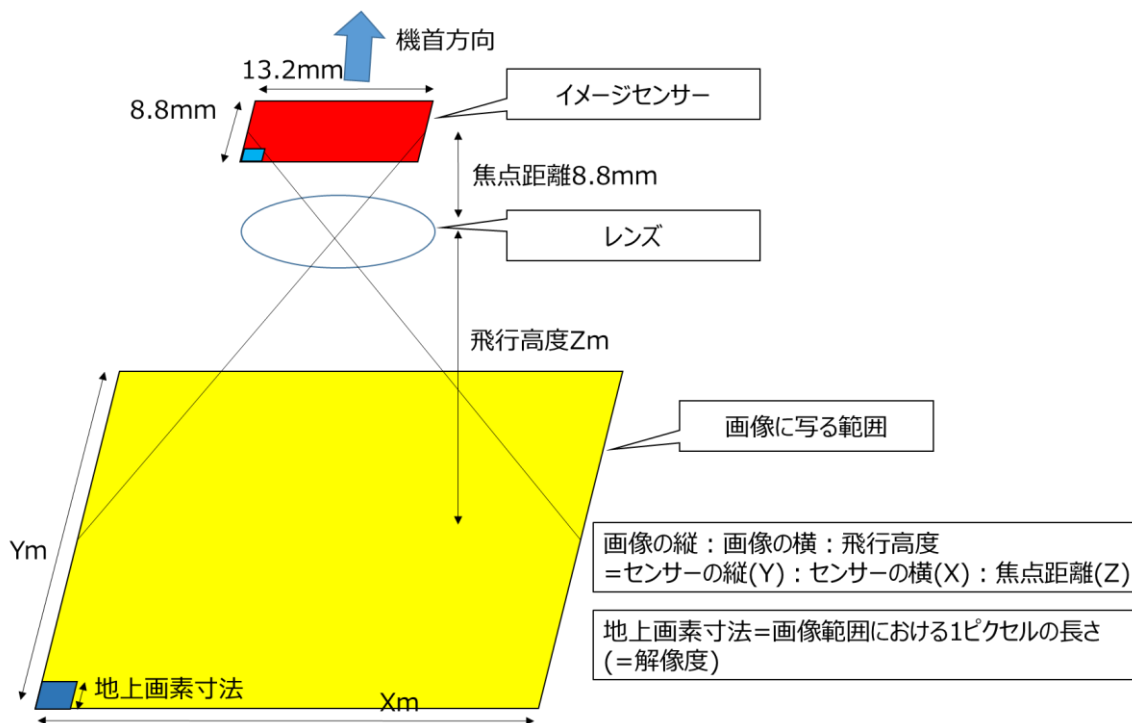 機首方向
13.2mm
イメージセンサー
8.8mm
焦点距離8.8mm
レンズ
飛行高度Zm
画像に写る範囲
Ym
画像の縦：画像の横：飛行高度
=センサーの縦(Y)：センサーの横(X)：焦点距離(Z)
地上画素寸法=画像範囲における1ピクセルの長さ
(=解像度)
地上画素寸法
Xm